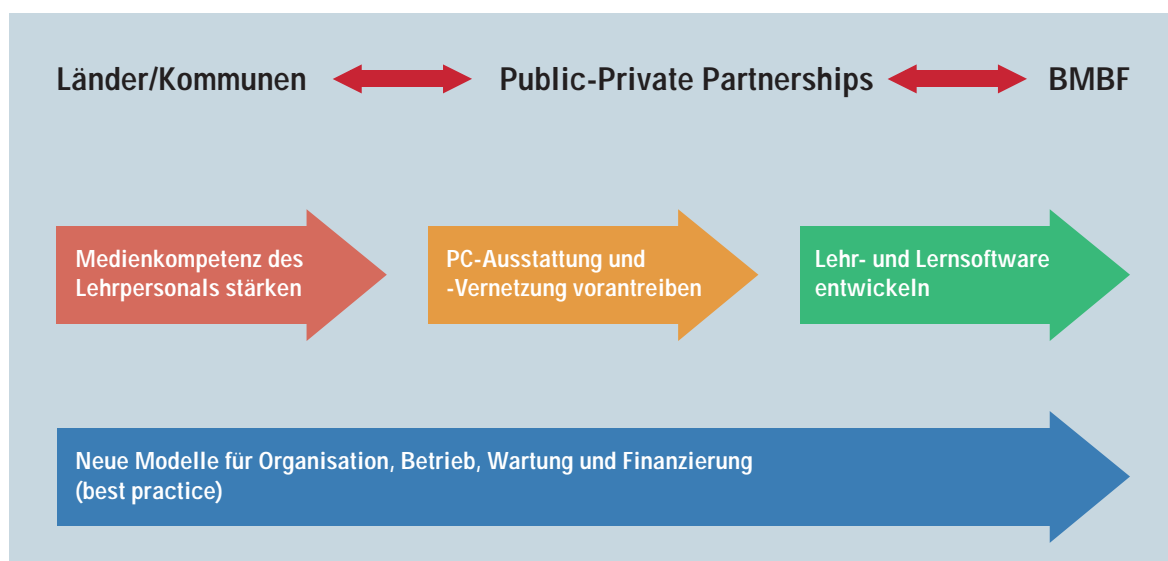 Länder/Kommunen Public-Private Partnerships BMBF
Medienkompetenz des
Lehrpersonals stärken
PC-Ausstattung und
-Vernetzung vorantreiben
Lehr- und Lernsoftware
entwickeln
Neue Modelle für Organisation, Betrieb, Wartung und Finanzierung
(best practice)